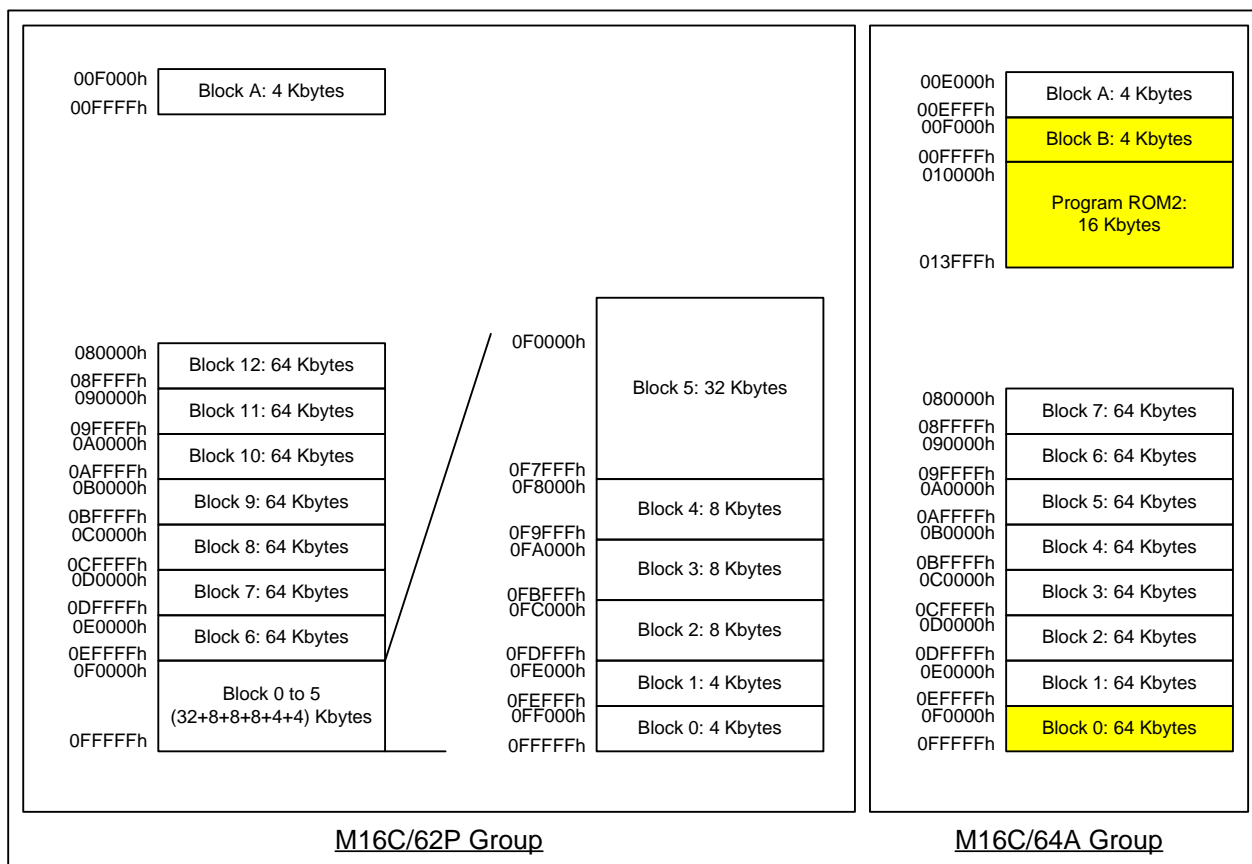 00F000h
Block A: 4 Kbytes
00FFFFh
080000h
Block 12: 64 Kbytes
08FFFFh
090000h
Block 11: 64 Kbytes
09FFFFh
0A0000h
Block 10: 64 Kbytes
0AFFFFh
0B0000h
Block 9: 64 Kbytes
0BFFFFh
0C0000h
Block 8: 64 Kbytes
0CFFFFh
0D0000h
Block 7: 64 Kbytes
0DFFFFh
0E0000h
Block 6: 64 Kbytes
0EFFFFh
0F0000h
Block 0 to 5
(32+8+8+8+4+4) Kbytes
0FFFFFh
0F0000h
Block 5: 32 Kbytes
0F7FFFh
0F8000h
Block 4: 8 Kbytes
0F9FFFh
0FA000h
Block 3: 8 Kbytes
0FBFFFh
0FC000h
Block 2: 8 Kbytes
0FDFFFh
0FE000h
Block 1: 4 Kbytes
0FEFFFh
0FF000h
Block 0: 4 Kbytes
0FFFFFh
M16C/62P Group
00E000h
Block A: 4 Kbytes
00EFFFh
00F000h
Block B: 4 Kbytes
00FFFFh
010000h
Program ROM2:
16 Kbytes
013FFFh
080000h
Block 7: 64 Kbytes
08FFFFh
090000h
Block 6: 64 Kbytes
09FFFFh
0A0000h
Block 5: 64 Kbytes
0AFFFFh
0B0000h
Block 4: 64 Kbytes
0BFFFFh
0C0000h
Block 3: 64 Kbytes
0CFFFFh
0D0000h
Block 2: 64 Kbytes
0DFFFFh
0E0000h
Block 1: 64 Kbytes
0EFFFFh
0F0000h
Block 0: 64 Kbytes
0FFFFFh
M16C/64A Group